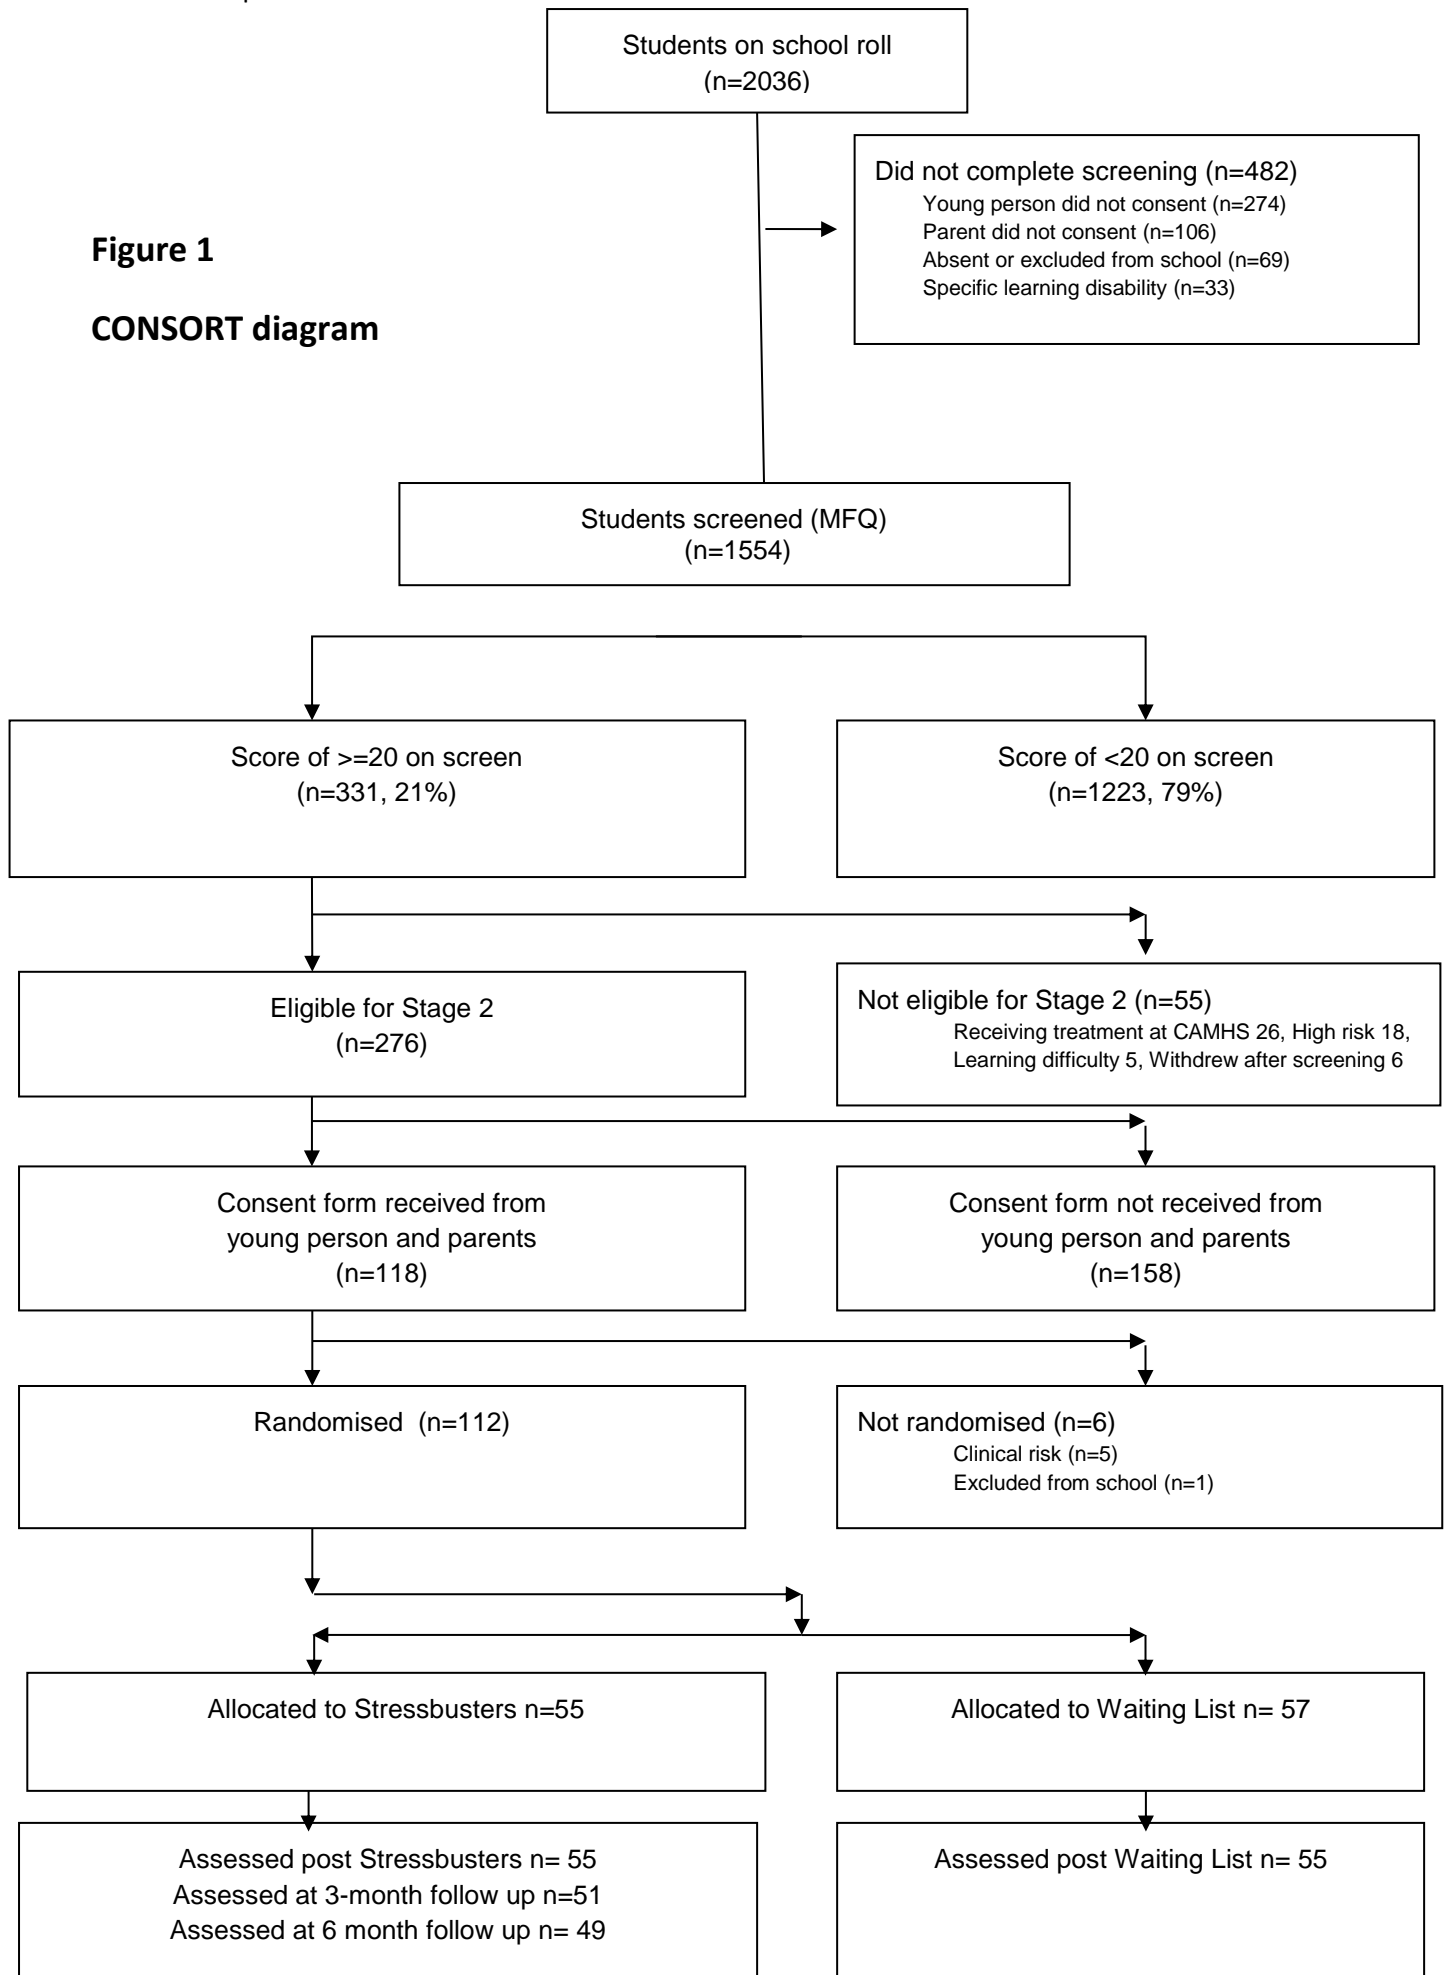 Students on school roll
(n=2036)
Did not complete screening (n=482)
Young person did not consent (n=274)
Parent did not consent (n=106)
Absent or excluded from school (n=69)
Specific learning disability (n=33)
Figure 1
CONSORT diagram
Students screened (MFQ)
(n=1554)
Score of >=20 on screen
(n=331, 21%)
Score of <20 on screen
(n=1223, 79%)
Eligible for Stage 2
(n=276)
Not eligible for Stage 2 (n=55)
Receiving treatment at CAMHS 26, High risk 18,
Learning difficulty 5, Withdrew after screening 6
Consent form received from
young person and parents
(n=118)
Consent form not received from
young person and parents
(n=158)
Randomised (n=112)
Not randomised (n=6)
Clinical risk (n=5)
Excluded from school (n=1)
Allocated to Stressbusters n=55
Allocated to Waiting List n= 57
Assessed post Stressbusters n= 55
Assessed at 3-month follow up n=51
Assessed at 6 month follow up n= 49
Assessed post Waiting List n= 55